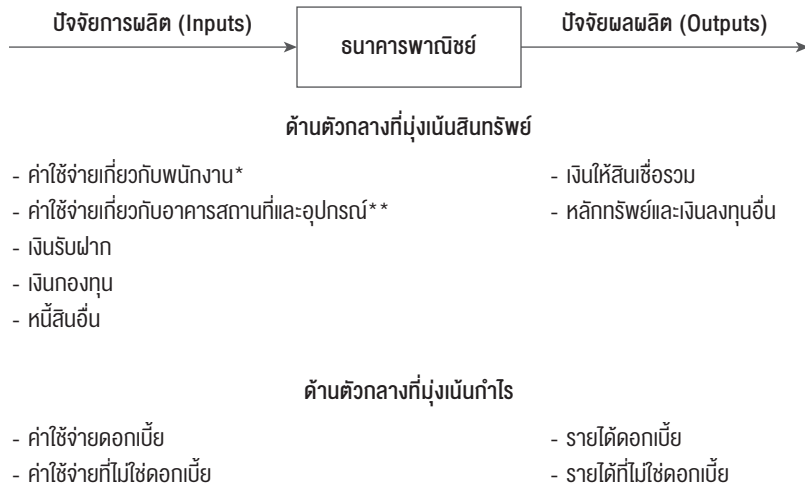 ปัจจัยการผลิต (Inputs)
ธนาคารพาณิชย์
ปัจจัยผลผลิต (Outputs)
ด้านตัวกลางที่มุ่งเน้นสินทรัพย์
- ค่าใช้จ่ายเกี่ยวกับพนักงาน*
- เงินให้สินเชื่อรวม
- ค่าใช้จ่ายเกี่ยวกับอาคารสถานที่และอุปกรณ์**
- หลักทรัพย์และเงินลงทุนอื่น
- เงินรับฝาก
- เงินกองทุน
- หนี้สินอื่น
ด้านตัวกลางที่มุ่งเน้นกำไร
- ค่าใช้จ่ายดอกเบี้ย
- รายได้ดอกเบี้ย
- ค่าใช้จ่ายที่ไม่ใช่ดอกเบี้ย
- รายได้ที่ไม่ใช่ดอกเบี้ย